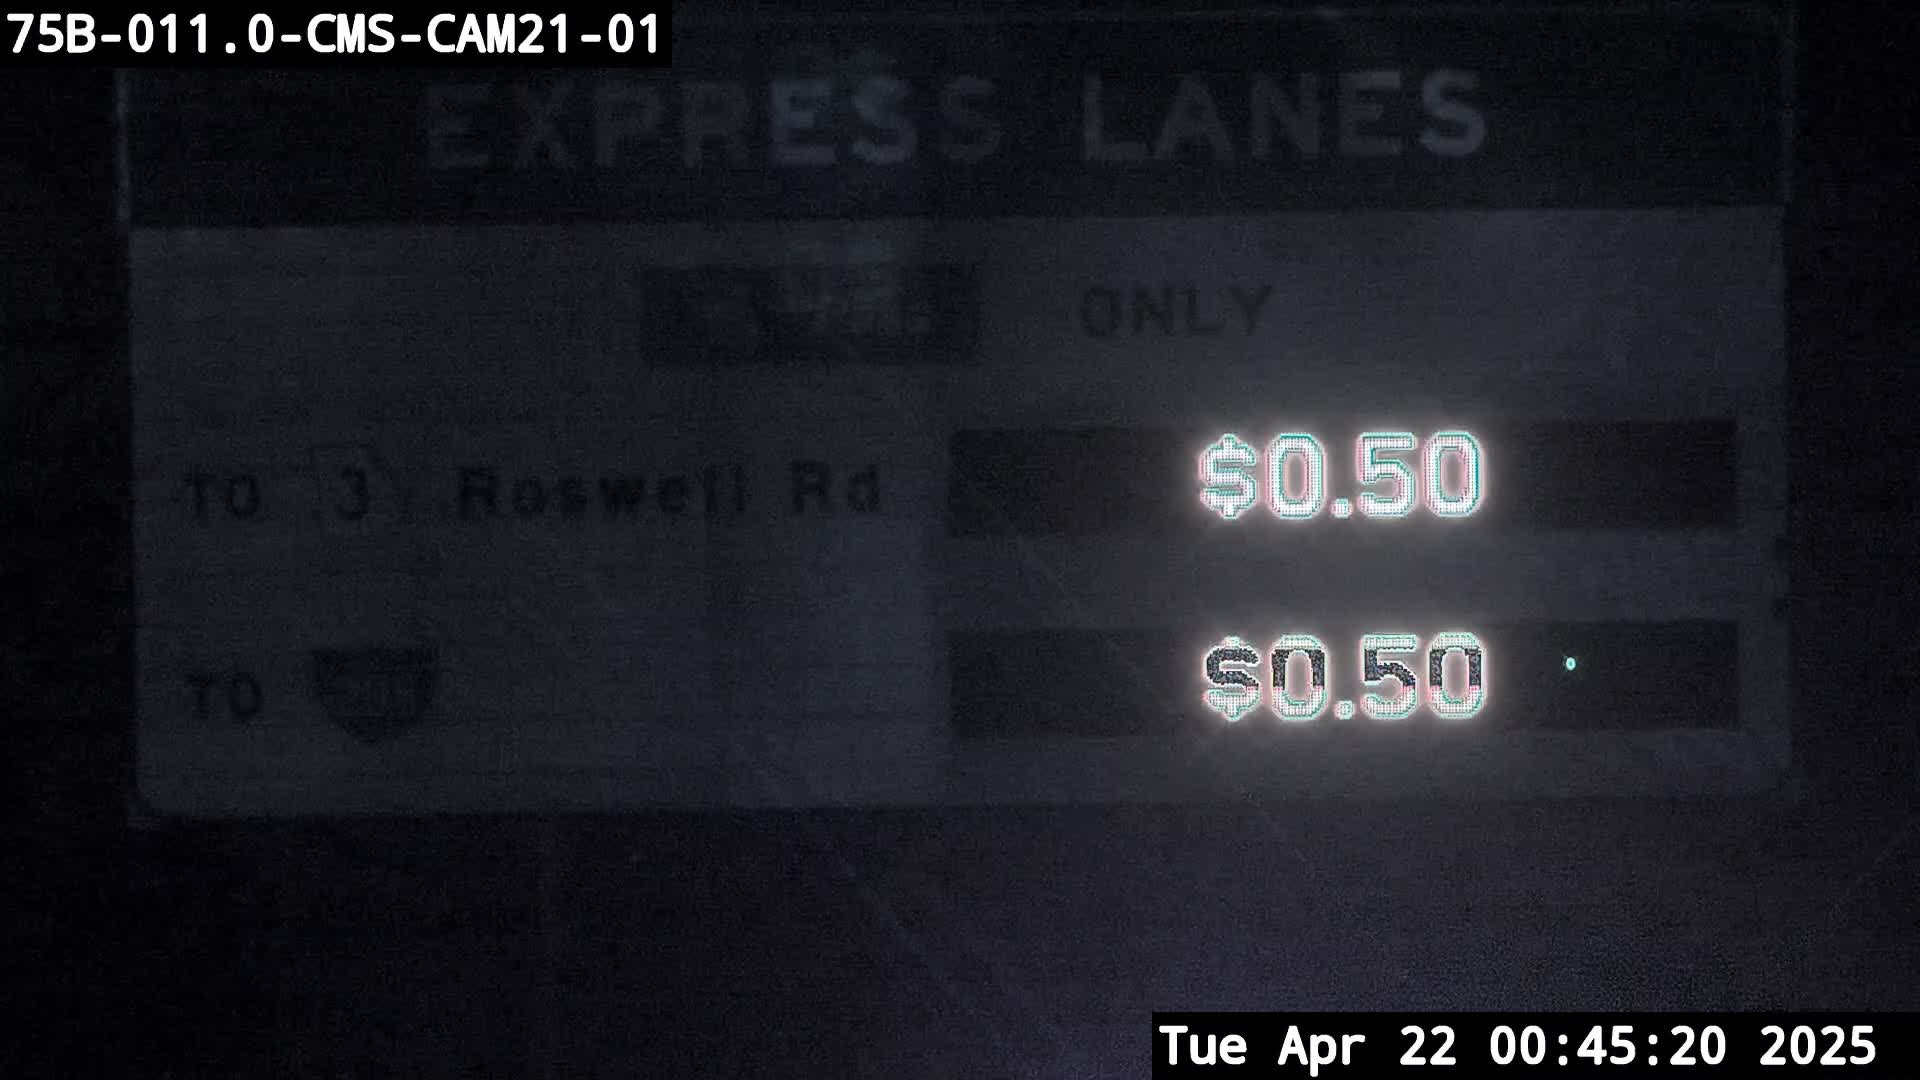 75B-011.0-CMS-CAM21-01
EXPRESS LANES
ONLY
TO 3 Roswell Rd $0.50
TO $0.50
Tue Apr 22 00:45:20 2025